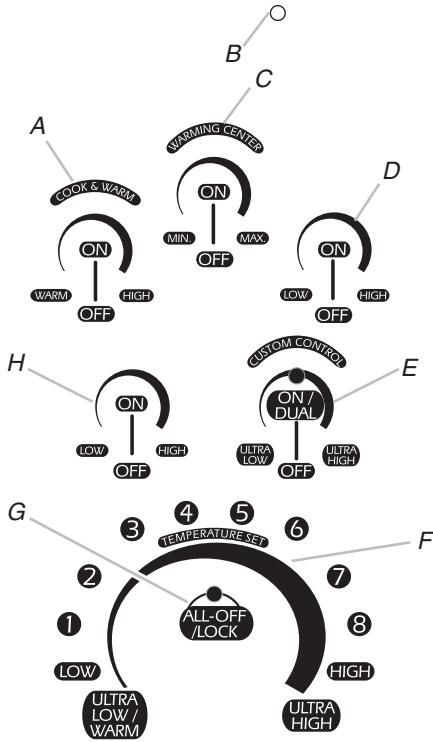 B
C
A
WARMING CENTER
COOK & WARM
D
ON
MIN.
MAX.
OFF
ON
WARM
HIGH
OFF
ON
LOW
HIGH
OFF
H
CUSTOM CONTROL
E
ON
LOW
HIGH
OFF
ON /
DUAL
ULTRA
LOW
ULTRA
HIGH
OFF
G
F
TEMPERATURE SET
1
2
3
4
5
6
7
8
ALL-OFF
/LOCK
LOW
HIGH
ULTRA
LOW /
WARM
ULTRA
HIGH